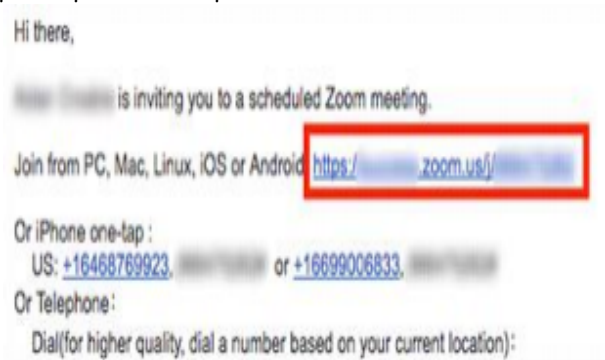 Hi there,
is inviting you to a scheduled Zoom meeting.
Join from PC, Mac, Linux, iOS or Android https:/ .zoom.us/j/
Or iPhone one-tap :
US: +16468769923, or +16699006833,
Or Telephone:
Dial(for higher quality, dial a number based on your current location):